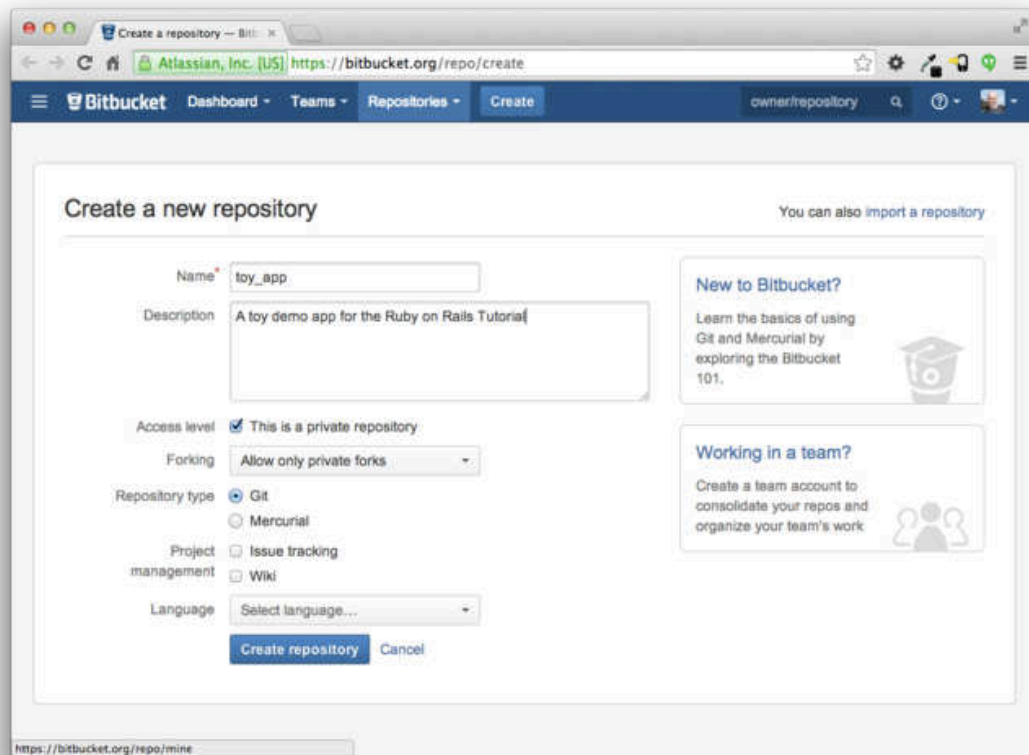 Create a repository — Bit
Atlassian, Inc. [US] https://bitbucket.org/repo/create
Bitbucket Dashboard Teams Repositories Create owner/repository
Create a new repository
You can also import a repository
Name*
toy_app
Description
A toy demo app for the Ruby on Rails Tutorial
Access level
This is a private repository
Forking
Allow only private forks
Repository type
Git
Mercurial
Project
management
Issue tracking
Wiki
Language
Select language...
Create repository Cancel
New to Bitbucket?
Learn the basics of using
Git and Mercurial by
exploring the Bitbucket
101.
Working in a team?
Create a team account to
consolidate your repos and
organize your team's work
https://bitbucket.org/repo/mine